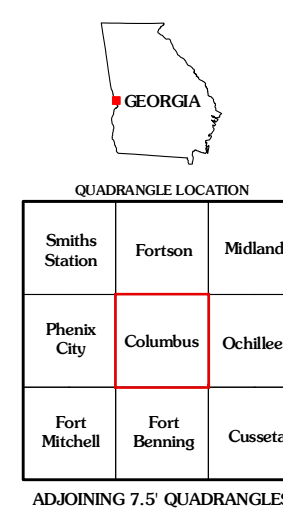 GEORGIA
QUADRANGLE LOCATION
Smiths
Station
Fortson
Midland
Phenix
City
Columbus
Ochillee
Fort
Mitchell
Fort
Benning
Cusseta
ADJOINING 7.5' QUADRANGLES